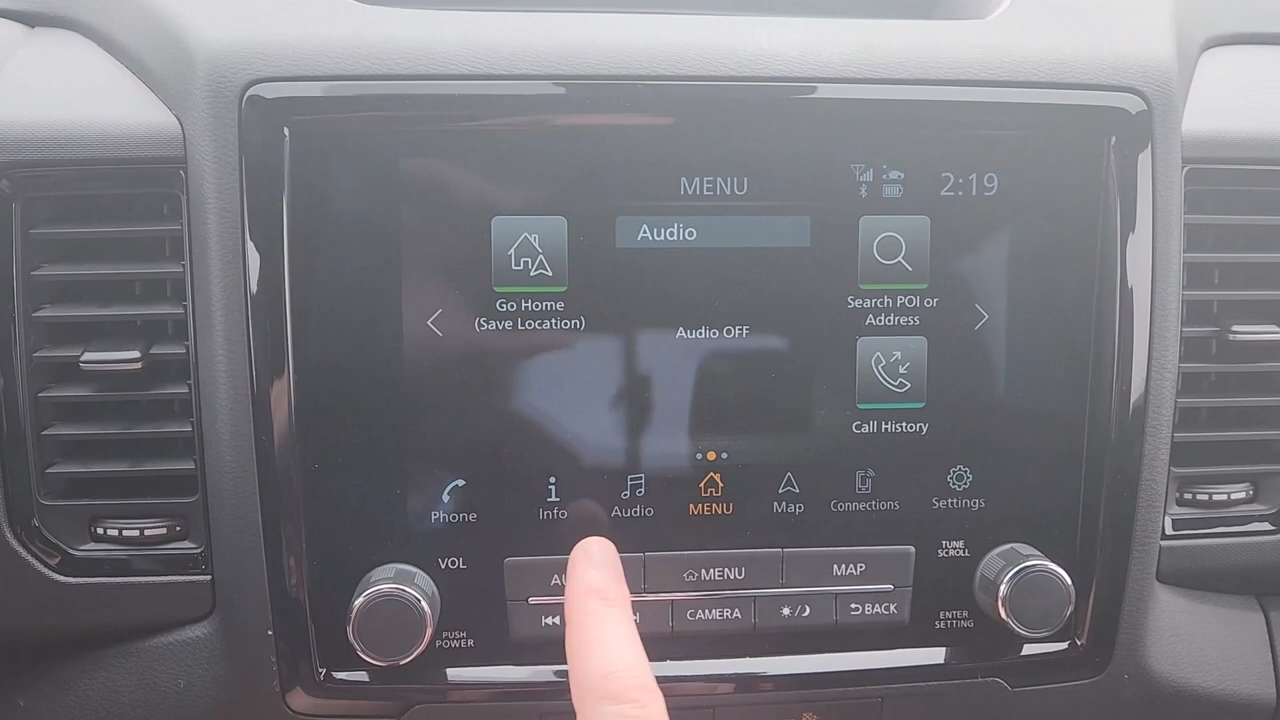 MENU
2:19
Audio
Go Home
(Save Location)
Search POI or
Address
Audio OFF
Call History
Phone
Info
Audio
MENU
Map
Connections
Settings
VOL
PUSH
POWER
MENU
MAP
CAMERA
BACK
TUNE
SCROLL
ENTER
SETTING